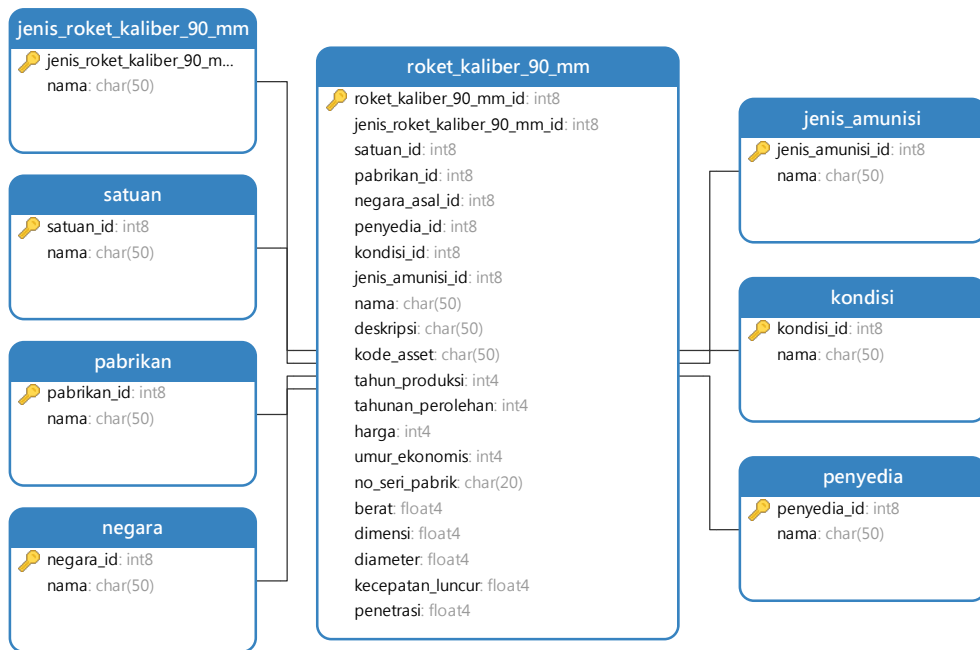 jenis_roket_kaliber_90_mm
jenis_roket_kaliber_90_m...
nama: char(50)
satuan
satuan_id: int8
nama: char(50)
pabrikan
pabrikan_id: int8
nama: char(50)
negara
negara_id: int8
nama: char(50)
roket_kaliber_90_mm
roket_kaliber_90_mm_id: int8
jenis_roket_kaliber_90_mm_id: int8
satuan_id: int8
pabrikan_id: int8
negara_asal_id: int8
penyedia_id: int8
kondisi_id: int8
jenis_amunisi_id: int8
nama: char(50)
deskripsi: char(50)
kode_asset: char(50)
tahun_produksi: int4
tahunan_perolehan: int4
harga: int4
umur_ekonomis: int4
no_seri_pabrik: char(20)
berat: float4
dimensi: float4
diameter: float4
kecepatan_luncur: float4
penetrasi: float4
jenis_amunisi
jenis_amunisi_id: int8
nama: char(50)
kondisi
kondisi_id: int8
nama: char(50)
penyedia
penyedia_id: int8
nama: char(50)